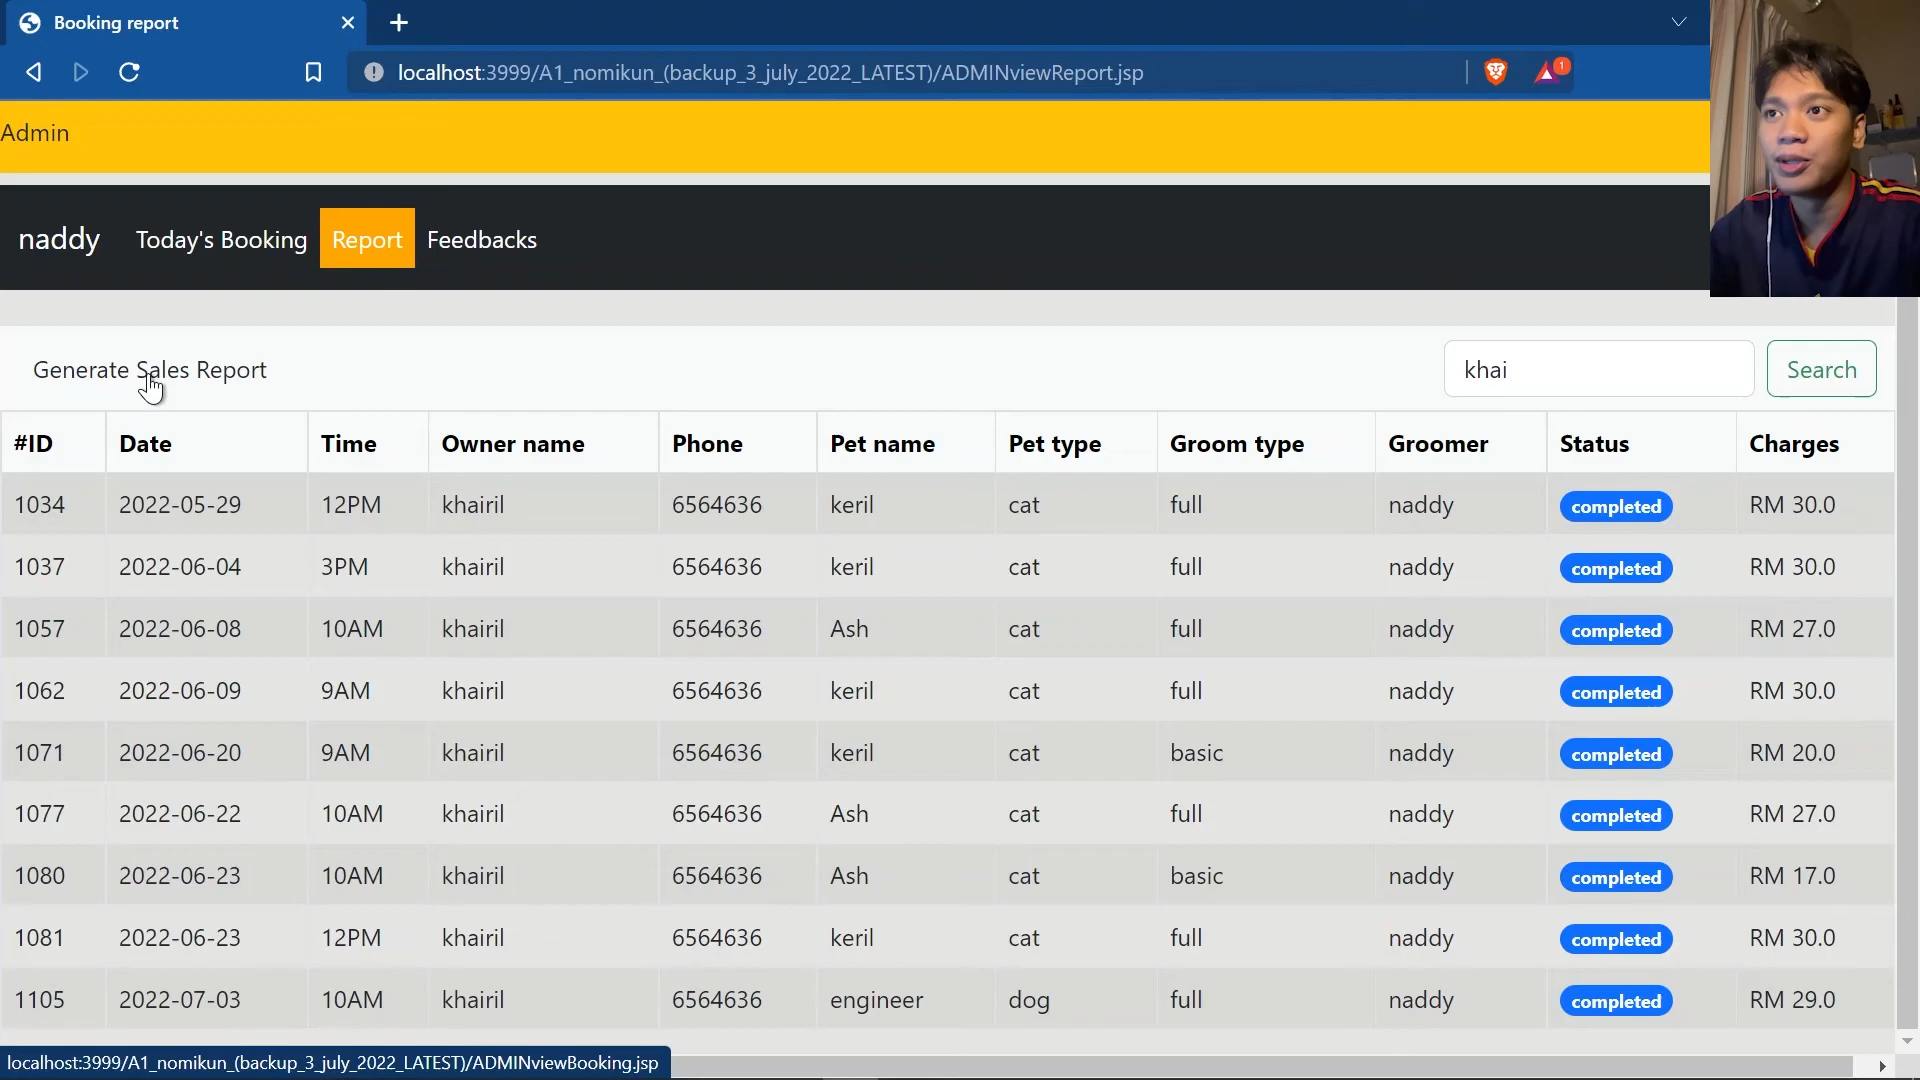 Booking report
localhost:3999/A1_nomikun_(backup_3_july_2022_LATEST)/ADMINviewReport.jsp
1
Admin
naddy Today's Booking Report Feedbacks
Generate Sales Report khai Search
#ID Date Time Owner name Phone Pet name Pet type Groom type Groomer Status Charges
1034 2022-05-29 12PM khairil 6564636 keril cat full naddy completed RM 30.0
1037 2022-06-04 3PM khairil 6564636 keril cat full naddy completed RM 30.0
1057 2022-06-08 10AM khairil 6564636 Ash cat full naddy completed RM 27.0
1062 2022-06-09 9AM khairil 6564636 keril cat full naddy completed RM 30.0
1071 2022-06-20 9AM khairil 6564636 keril cat basic naddy completed RM 20.0
1077 2022-06-22 10AM khairil 6564636 Ash cat full naddy completed RM 27.0
1080 2022-06-23 10AM khairil 6564636 Ash cat basic naddy completed RM 17.0
1081 2022-06-23 12PM khairil 6564636 keril cat full naddy completed RM 30.0
1105 2022-07-03 10AM khairil 6564636 engineer dog full naddy completed RM 29.0
localhost:3999/A1_nomikun_(backup_3_july_2022_LATEST)/ADMINviewBooking.jsp